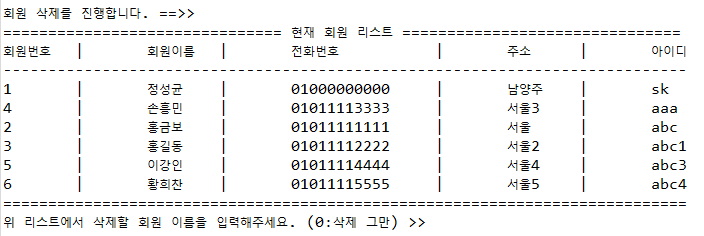 회원 삭제를 진행합니다. ==>>
=============================== 현재 회원 리스트 ===============================
회원번호 | 회원이름 | 전화번호 | 주소 | 아이디
--------------------------------------------------------------------------------
1 | 정성균 | 01000000000 | 남양주 | sk
4 | 손흥민 | 01011113333 | 서울3 | aaa
2 | 홍금보 | 01011111111 | 서울 | abc
3 | 홍길동 | 01011112222 | 서울2 | abc1
5 | 이강인 | 01011114444 | 서울4 | abc3
6 | 황희찬 | 01011115555 | 서울5 | abc4
================================================================================
위 리스트에서 삭제할 회원 이름을 입력해주세요. (0:삭제 그만) >>